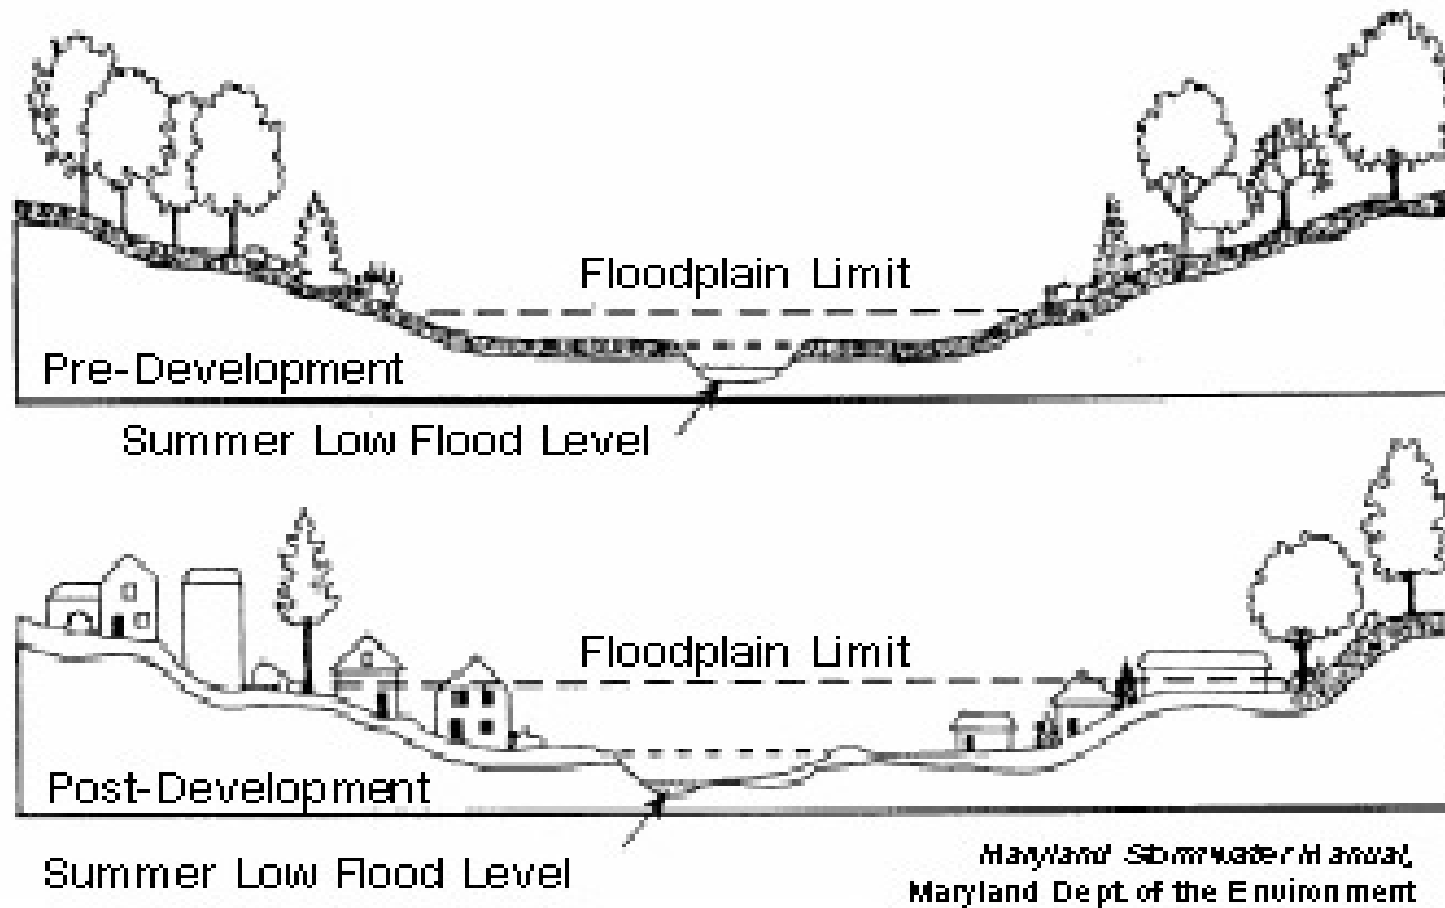 Floodplain Limit
Pre-Development
Summer Low Flood Level
Floodplain Limit
Post-Development
Summer Low Flood Level
Maryland Stormwater Manual,
Maryland Dept. of the Environment